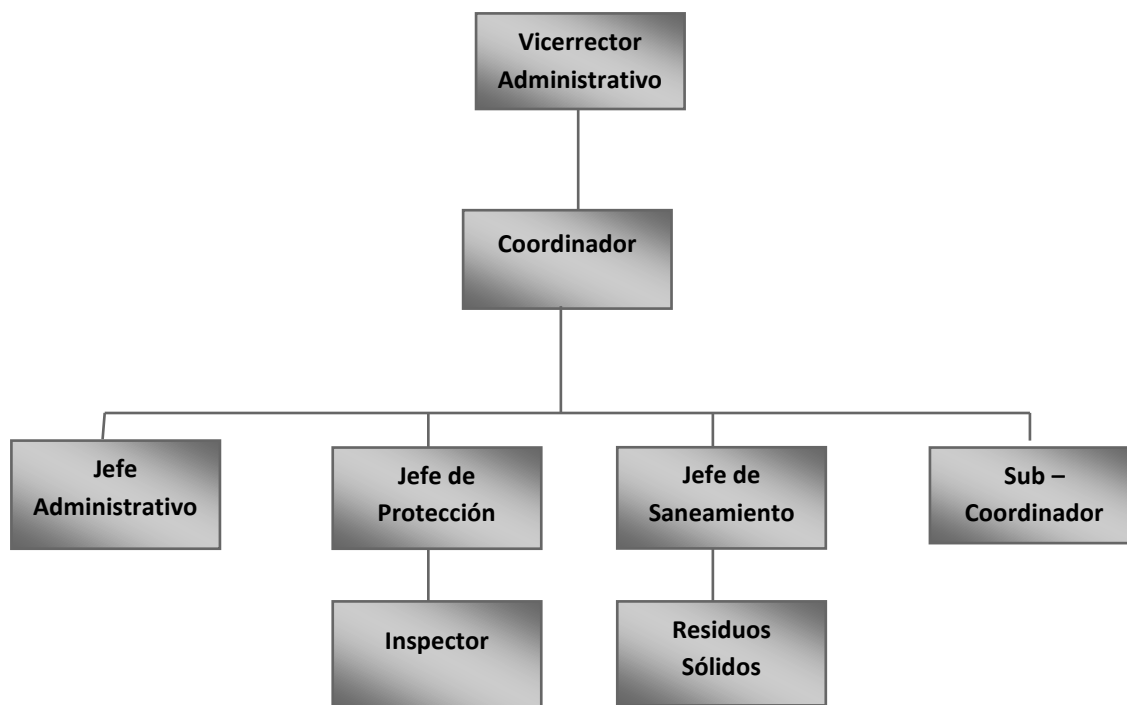 Vicerrector
Administrativo
Coordinador
Jefe
Administrativo
Jefe de
Protección
Jefe de
Saneamiento
Sub –
Coordinador
Inspector
Residuos
Sólidos